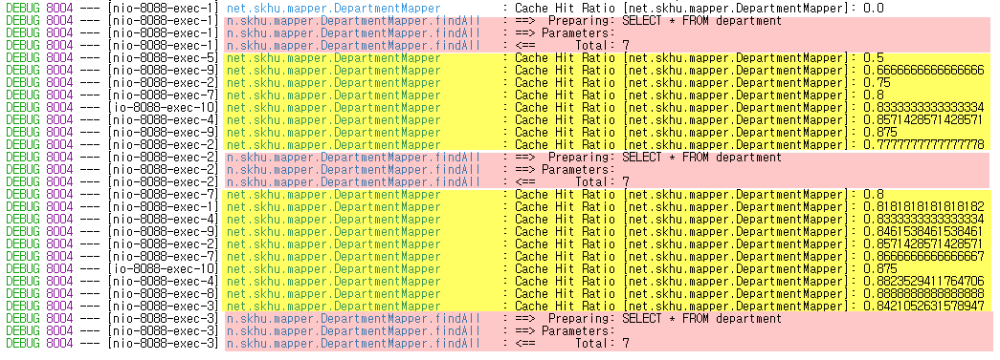 DEBUG 8004 --- [nio-8088-exec-1] net.skhu.mapper.DepartmentMapper : Cache Hit Ratio [net.skhu.mapper.DepartmentMapper]: 0.0
DEBUG 8004 --- [nio-8088-exec-1] n.skhu.mapper.DepartmentMapper.findAll : ==> Preparing: SELECT * FROM department
DEBUG 8004 --- [nio-8088-exec-1] n.skhu.mapper.DepartmentMapper.findAll : ==> Parameters:
DEBUG 8004 --- [nio-8088-exec-1] n.skhu.mapper.DepartmentMapper.findAll : <== Total: 7
DEBUG 8004 --- [nio-8088-exec-5] net.skhu.mapper.DepartmentMapper : Cache Hit Ratio [net.skhu.mapper.DepartmentMapper]: 0.5
DEBUG 8004 --- [nio-8088-exec-9] net.skhu.mapper.DepartmentMapper : Cache Hit Ratio [net.skhu.mapper.DepartmentMapper]: 0.6666666666666666
DEBUG 8004 --- [nio-8088-exec-2] net.skhu.mapper.DepartmentMapper : Cache Hit Ratio [net.skhu.mapper.DepartmentMapper]: 0.75
DEBUG 8004 --- [nio-8088-exec-7] net.skhu.mapper.DepartmentMapper : Cache Hit Ratio [net.skhu.mapper.DepartmentMapper]: 0.8
DEBUG 8004 --- [io-8088-exec-10] net.skhu.mapper.DepartmentMapper : Cache Hit Ratio [net.skhu.mapper.DepartmentMapper]: 0.8333333333333334
DEBUG 8004 --- [nio-8088-exec-4] net.skhu.mapper.DepartmentMapper : Cache Hit Ratio [net.skhu.mapper.DepartmentMapper]: 0.8571428571428571
DEBUG 8004 --- [nio-8088-exec-9] net.skhu.mapper.DepartmentMapper : Cache Hit Ratio [net.skhu.mapper.DepartmentMapper]: 0.875
DEBUG 8004 --- [nio-8088-exec-2] net.skhu.mapper.DepartmentMapper : Cache Hit Ratio [net.skhu.mapper.DepartmentMapper]: 0.7777777777777778
DEBUG 8004 --- [nio-8088-exec-2] n.skhu.mapper.DepartmentMapper.findAll : ==> Preparing: SELECT * FROM department
DEBUG 8004 --- [nio-8088-exec-2] n.skhu.mapper.DepartmentMapper.findAll : ==> Parameters:
DEBUG 8004 --- [nio-8088-exec-2] n.skhu.mapper.DepartmentMapper.findAll : <== Total: 7
DEBUG 8004 --- [nio-8088-exec-7] net.skhu.mapper.DepartmentMapper : Cache Hit Ratio [net.skhu.mapper.DepartmentMapper]: 0.8
DEBUG 8004 --- [nio-8088-exec-1] net.skhu.mapper.DepartmentMapper : Cache Hit Ratio [net.skhu.mapper.DepartmentMapper]: 0.8181818181818182
DEBUG 8004 --- [nio-8088-exec-4] net.skhu.mapper.DepartmentMapper : Cache Hit Ratio [net.skhu.mapper.DepartmentMapper]: 0.8333333333333334
DEBUG 8004 --- [nio-8088-exec-9] net.skhu.mapper.DepartmentMapper : Cache Hit Ratio [net.skhu.mapper.DepartmentMapper]: 0.8461538461538461
DEBUG 8004 --- [nio-8088-exec-2] net.skhu.mapper.DepartmentMapper : Cache Hit Ratio [net.skhu.mapper.DepartmentMapper]: 0.8571428571428571
DEBUG 8004 --- [nio-8088-exec-7] net.skhu.mapper.DepartmentMapper : Cache Hit Ratio [net.skhu.mapper.DepartmentMapper]: 0.8666666666666667
DEBUG 8004 --- [io-8088-exec-10] net.skhu.mapper.DepartmentMapper : Cache Hit Ratio [net.skhu.mapper.DepartmentMapper]: 0.875
DEBUG 8004 --- [nio-8088-exec-4] net.skhu.mapper.DepartmentMapper : Cache Hit Ratio [net.skhu.mapper.DepartmentMapper]: 0.8823529411764706
DEBUG 8004 --- [nio-8088-exec-8] net.skhu.mapper.DepartmentMapper : Cache Hit Ratio [net.skhu.mapper.DepartmentMapper]: 0.8888888888888888
DEBUG 8004 --- [nio-8088-exec-3] net.skhu.mapper.DepartmentMapper : Cache Hit Ratio [net.skhu.mapper.DepartmentMapper]: 0.8421052631578947
DEBUG 8004 --- [nio-8088-exec-3] n.skhu.mapper.DepartmentMapper.findAll : ==> Preparing: SELECT * FROM department
DEBUG 8004 --- [nio-8088-exec-3] n.skhu.mapper.DepartmentMapper.findAll : ==> Parameters:
DEBUG 8004 --- [nio-8088-exec-3] n.skhu.mapper.DepartmentMapper.findAll : <== Total: 7